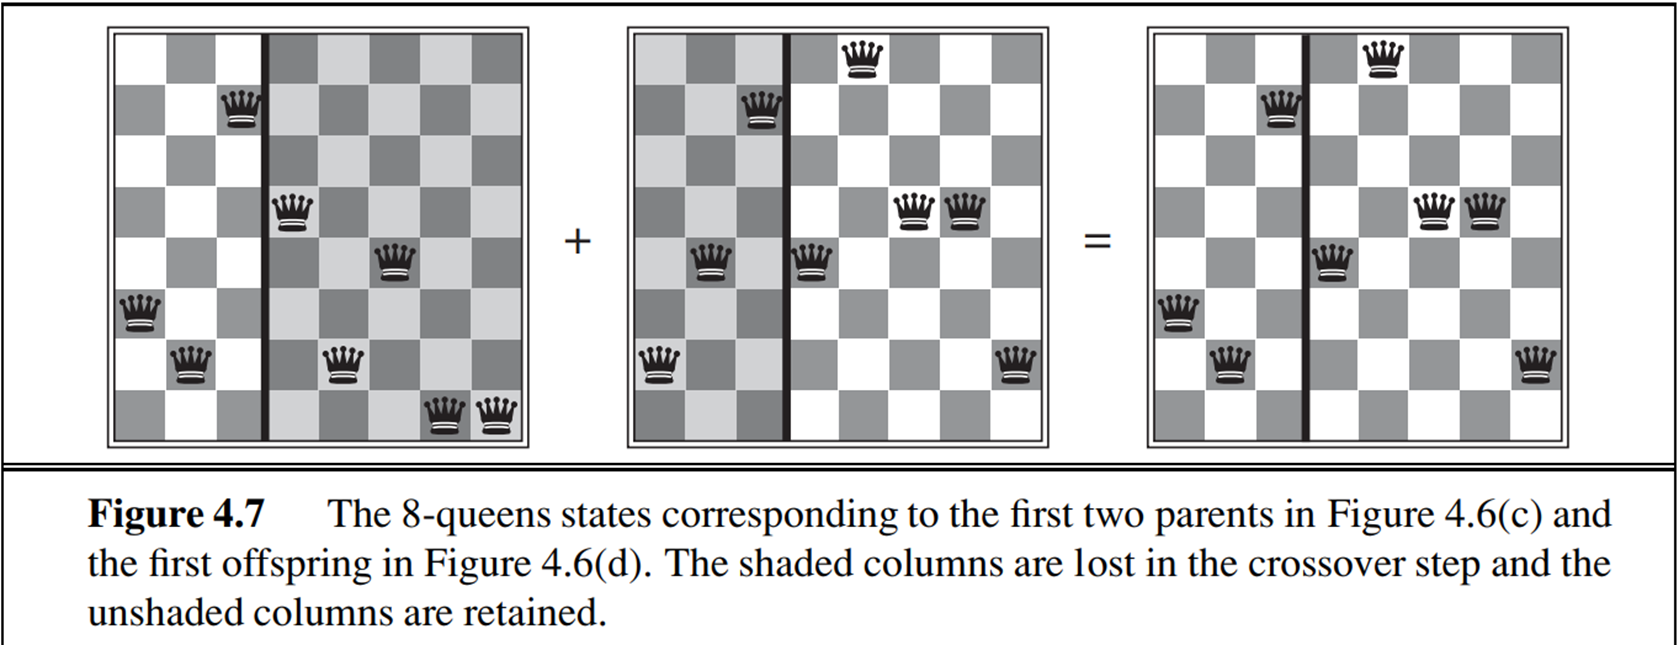 +
=
Figure 4.7 The 8-queens states corresponding to the first two parents in Figure 4.6(c) and
the first offspring in Figure 4.6(d). The shaded columns are lost in the crossover step and the
unshaded columns are retained.